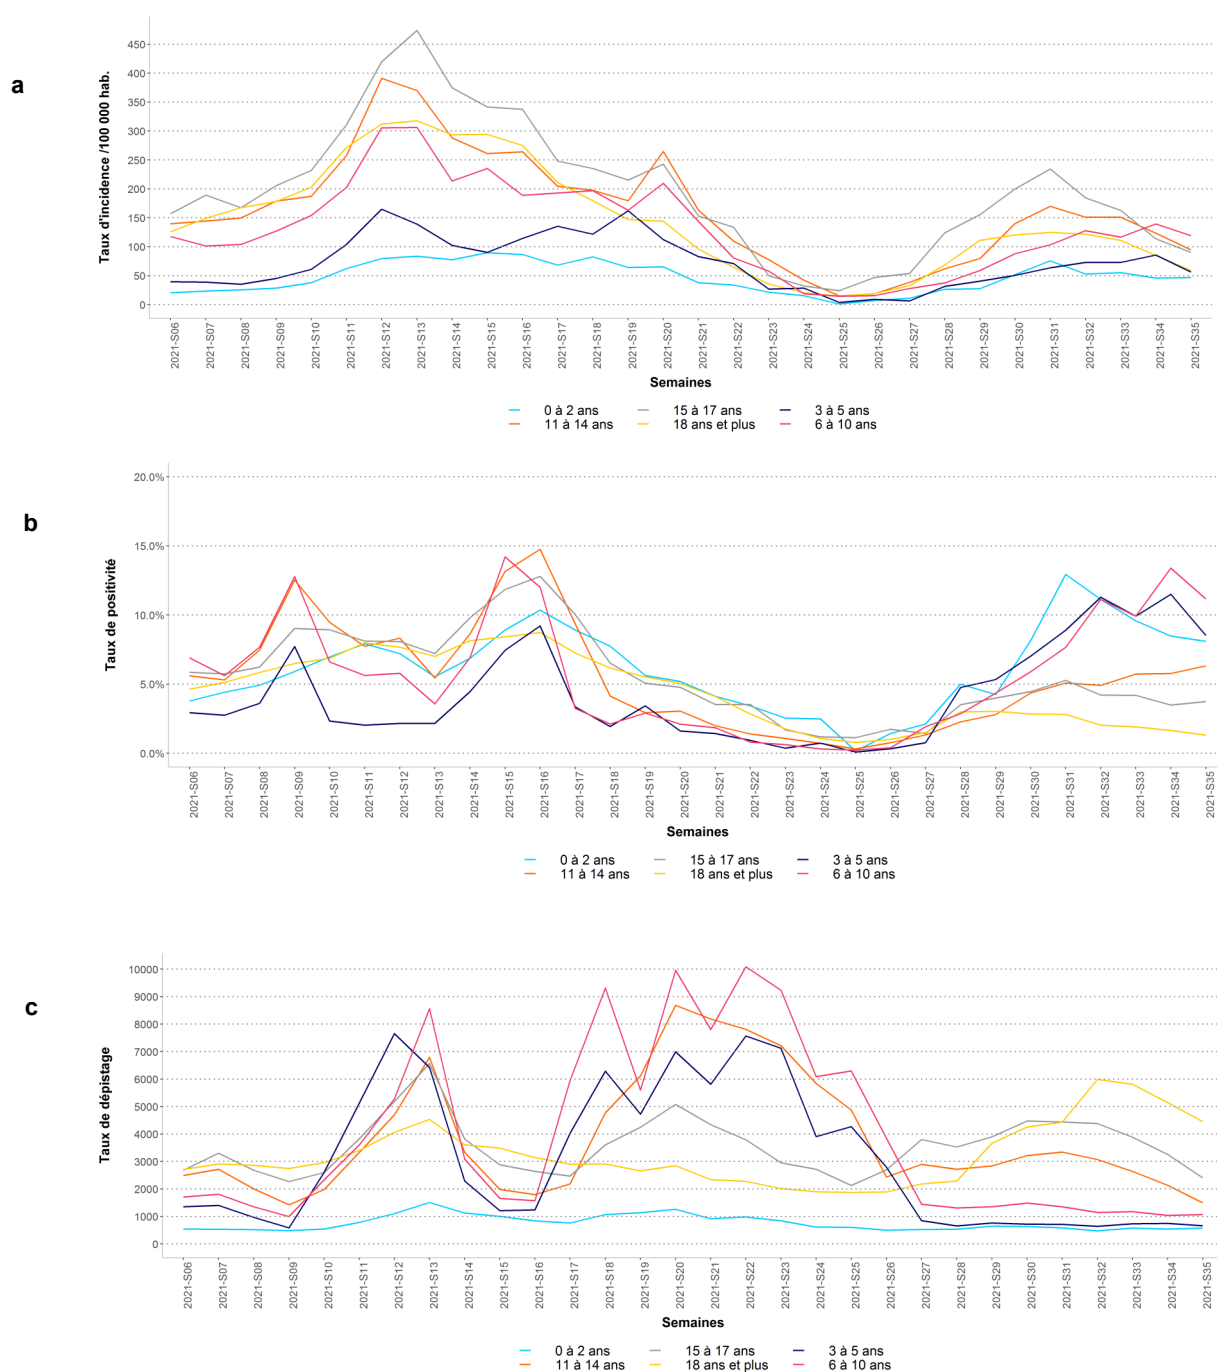 a
Taux d'incidence /100 000 hab.
450
400
350
300
250
200
150
100
50
0
2021-S06
2021-S07
2021-S08
2021-S09
2021-S10
2021-S11
2021-S12
2021-S13
2021-S14
2021-S15
2021-S16
2021-S17
2021-S18
2021-S19
2021-S20
2021-S21
2021-S22
2021-S23
2021-S24
2021-S25
2021-S26
2021-S27
2021-S28
2021-S29
2021-S30
2021-S31
2021-S32
2021-S33
2021-S34
2021-S35
Semaines
0 à 2 ans 15 à 17 ans 3 à 5 ans
11 à 14 ans 18 ans et plus 6 à 10 ans
b
Taux de positivité
20.0%
15.0%
10.0%
5.0%
0.0%
2021-S06
2021-S07
2021-S08
2021-S09
2021-S10
2021-S11
2021-S12
2021-S13
2021-S14
2021-S15
2021-S16
2021-S17
2021-S18
2021-S19
2021-S20
2021-S21
2021-S22
2021-S23
2021-S24
2021-S25
2021-S26
2021-S27
2021-S28
2021-S29
2021-S30
2021-S31
2021-S32
2021-S33
2021-S34
2021-S35
Semaines
0 à 2 ans 15 à 17 ans 3 à 5 ans
11 à 14 ans 18 ans et plus 6 à 10 ans
c
Taux de dépistage
10000
9000
8000
7000
6000
5000
4000
3000
2000
1000
0
2021-S06
2021-S07
2021-S08
2021-S09
2021-S10
2021-S11
2021-S12
2021-S13
2021-S14
2021-S15
2021-S16
2021-S17
2021-S18
2021-S19
2021-S20
2021-S21
2021-S22
2021-S23
2021-S24
2021-S25
2021-S26
2021-S27
2021-S28
2021-S29
2021-S30
2021-S31
2021-S32
2021-S33
2021-S34
2021-S35
Semaines
0 à 2 ans 15 à 17 ans 3 à 5 ans
11 à 14 ans 18 ans et plus 6 à 10 ans